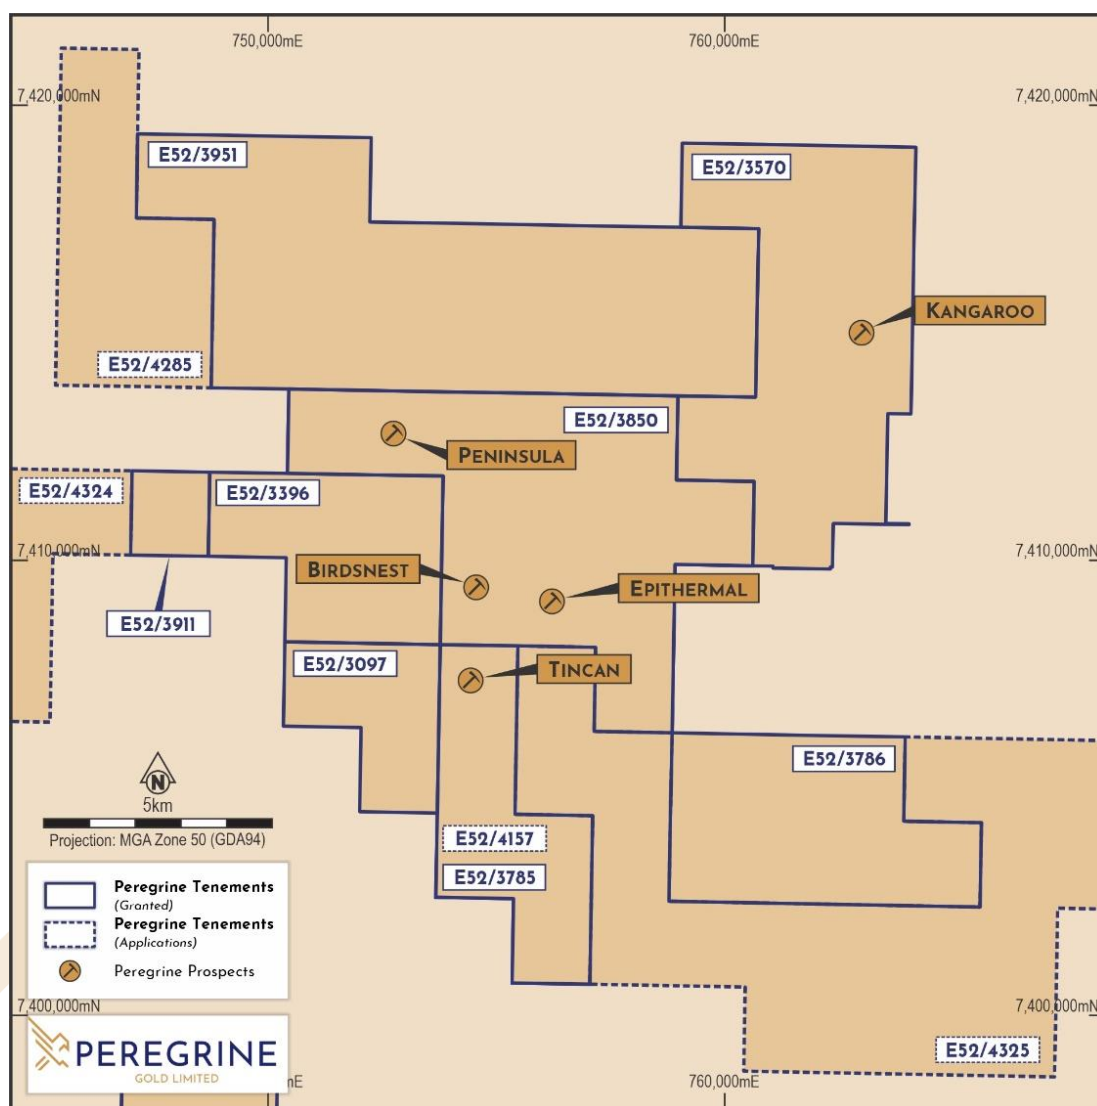 750,000mE
760,000mE
7,420,000mN
7,420,000mN
E52/3951
E52/3570
KANGAROO
E52/4285
E52/3850
PENINSULA
E52/4324
E52/3396
7,410,000mN
7,410,000mN
BIRDSNEST
EPITHERMAL
E52/3911
E52/3097
TINCAN
E52/3786
N
5km
Projection: MGA Zone 50 (GDA94)
E52/4157
E52/3785
Peregrine Tenements
(Granted)
Peregrine Tenements
(Applications)
Peregrine Prospects
7,400,000mN
7,400,000mN
E52/4325
PEREGRINE
GOLD LIMITED
mE
760,000mE